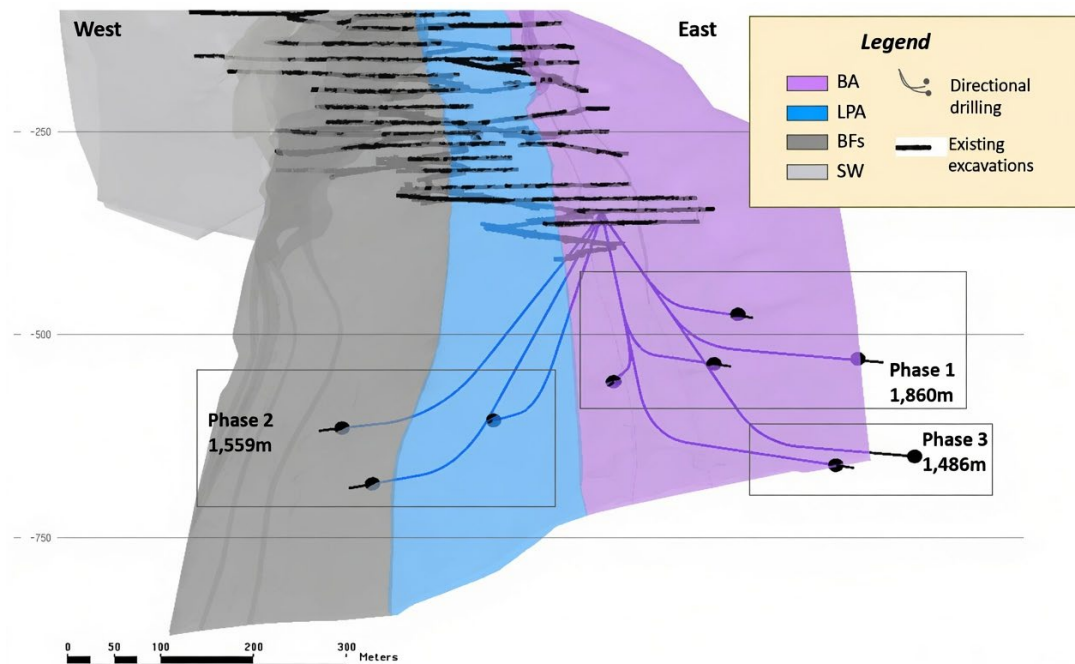 West
East
Legend
BA
LPA
BFs
SW
Directional
drilling
Existing
excavations
-250
-500
-750
Phase 1
1,860m
Phase 2
1,559m
Phase 3
1,486m
0 50 100 200 300 Meters